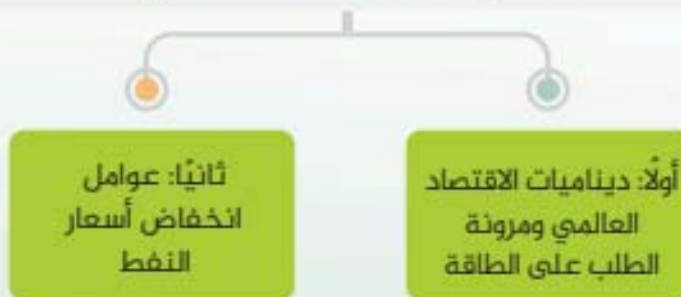 أولًا: ديناميات الاقتصاد
العالمي ومرونة
الطلب على الطاقة
ثانيًا: عوامل
انخفاض أسعار
النفط